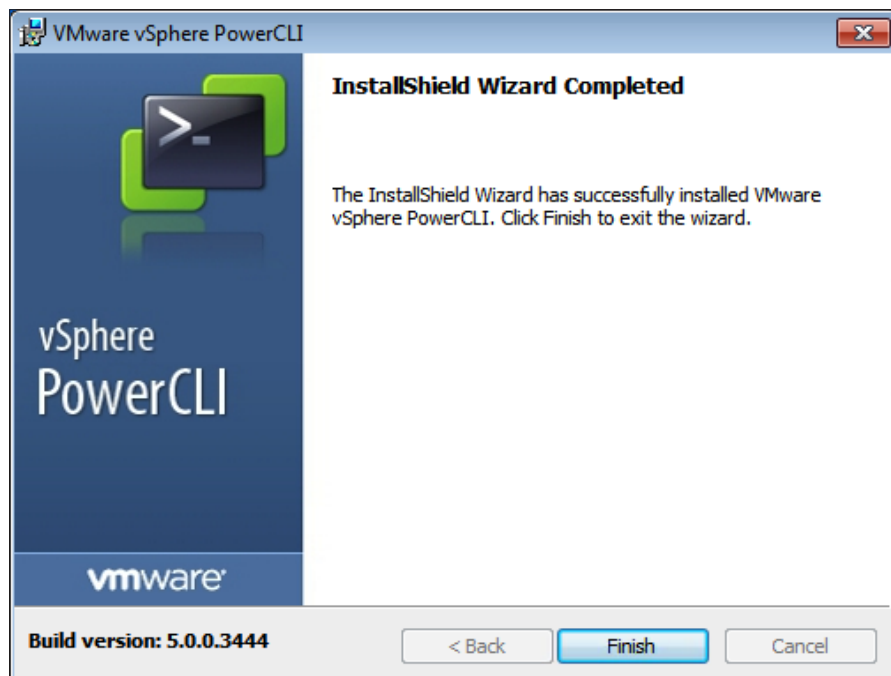 VMware vSphere PowerCLI
InstallShield Wizard Completed
>_
The InstallShield Wizard has successfully installed VMware
vSphere PowerCLI. Click Finish to exit the wizard.
vSphere
PowerCLI
vmware
Build version: 5.0.0.3444
< Back
Finish
Cancel